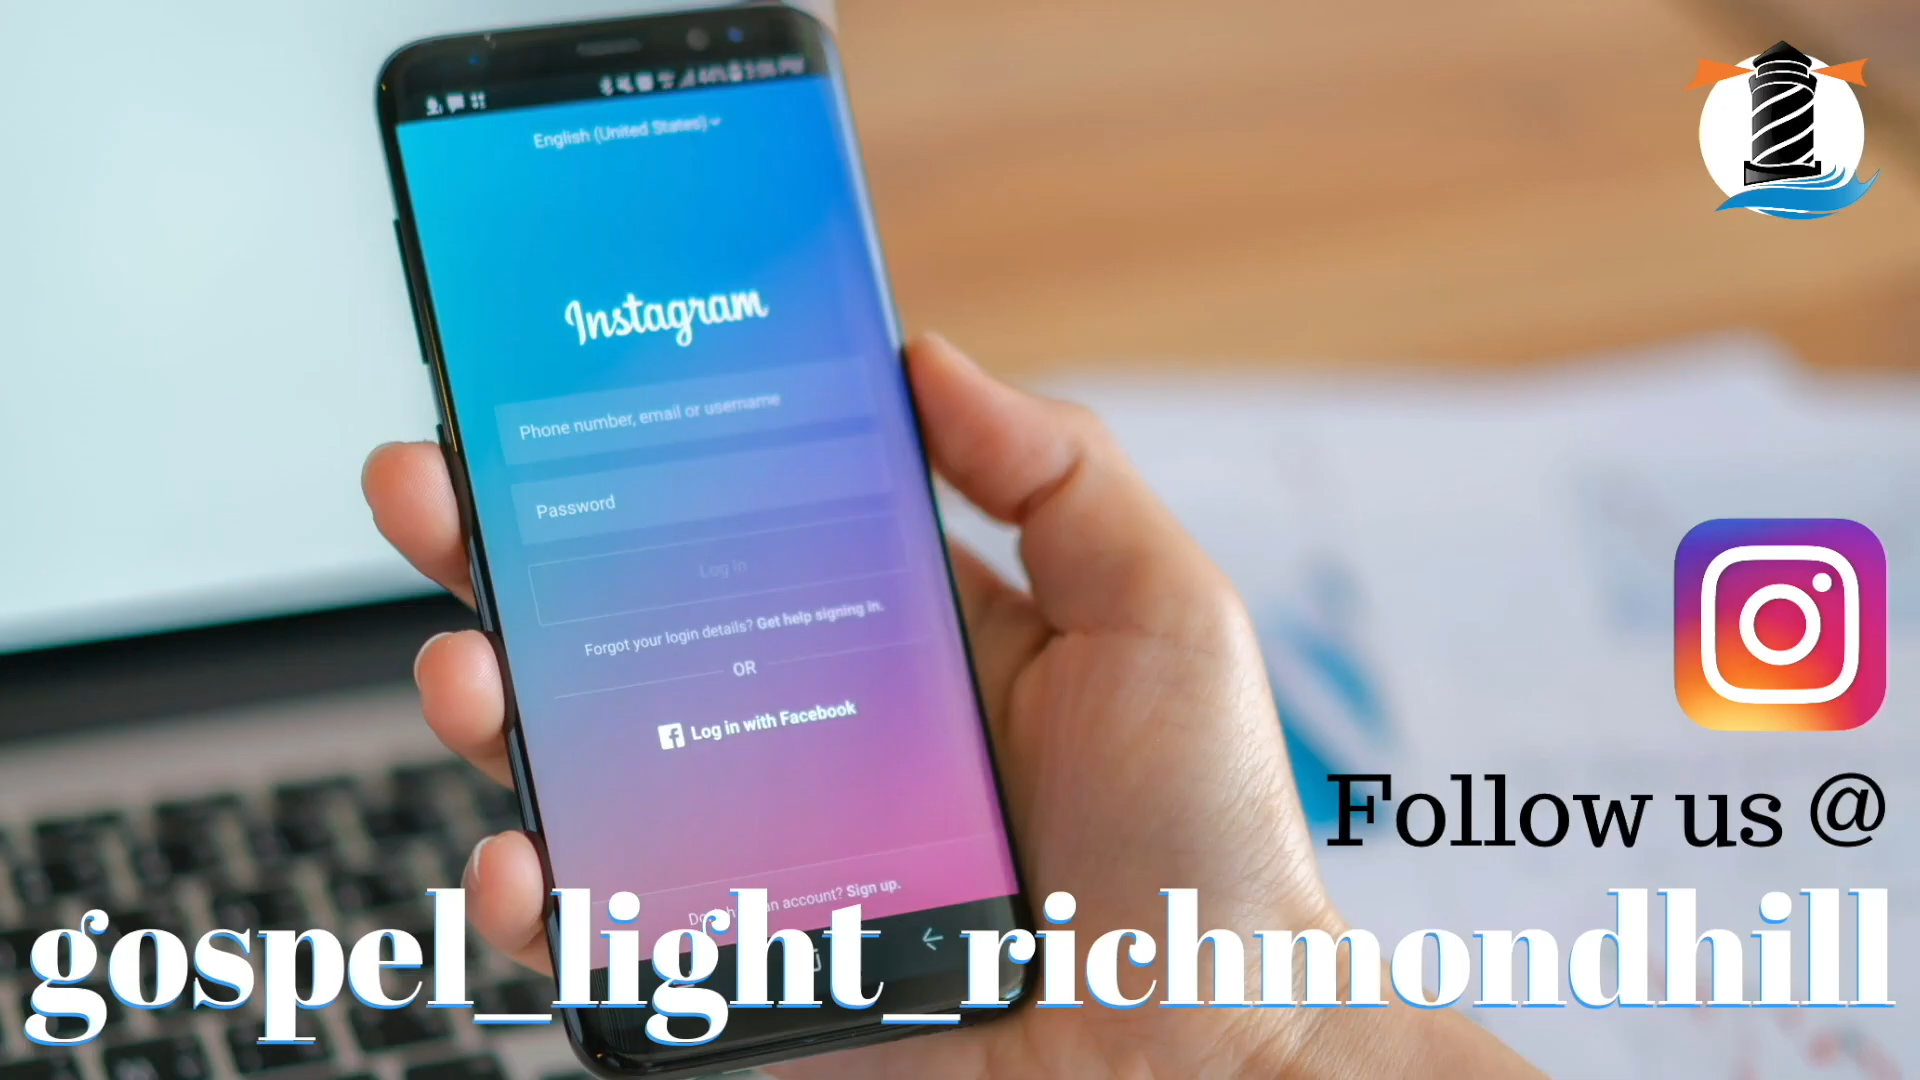 English (United States)
Instagram
Phone number, email or username
Password
Log In
Forgot your login details? Get help signing in.
OR
Log in with Facebook
an account? Sign up.
Follow us @
gospel_light_richmondhill